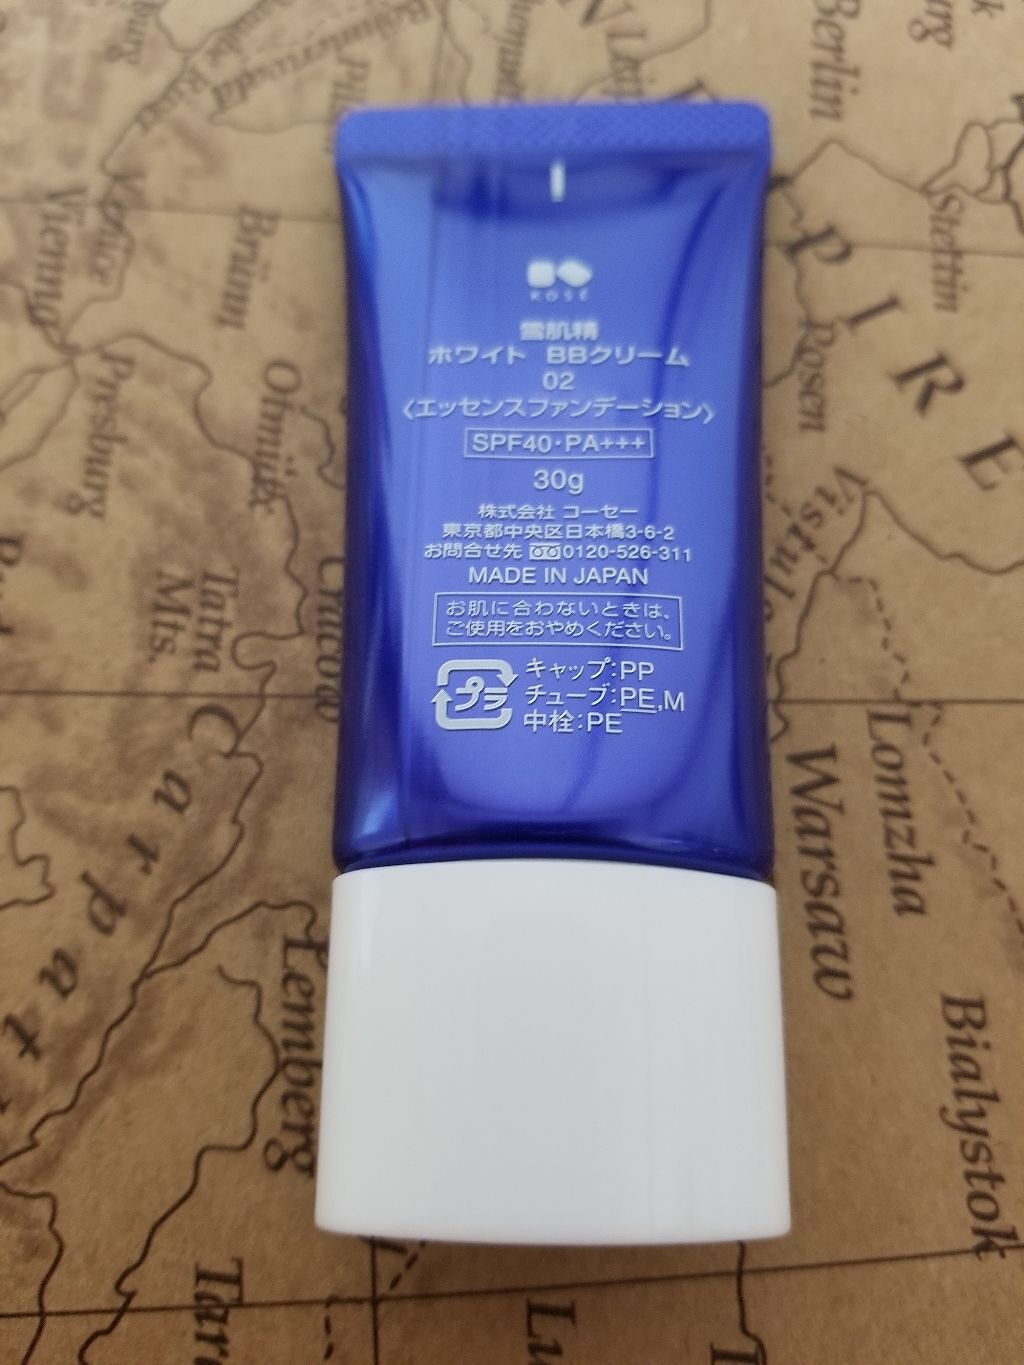 KOSÉ
雪肌精
ホワイト BBクリーム
02
〈エッセンスファンデーション〉
SPF40・PA+++
30g
株式会社 コーセー
東京都中央区日本橋3-6-2
お問合せ先 0120-526-311
MADE IN JAPAN
お肌に合わないときは、
ご使用をおやめください。
プラ
キャップ:PP
チューブ:PE,M
中栓:PE
Berlin
Stettin
Posen
PIRE
Vistula
Lomzha
Warsaw
Bialystok
Vienna
Brünn
Olmütz
Presburg
Cracow
Tatra
Mts.
Carpat
Lemberg